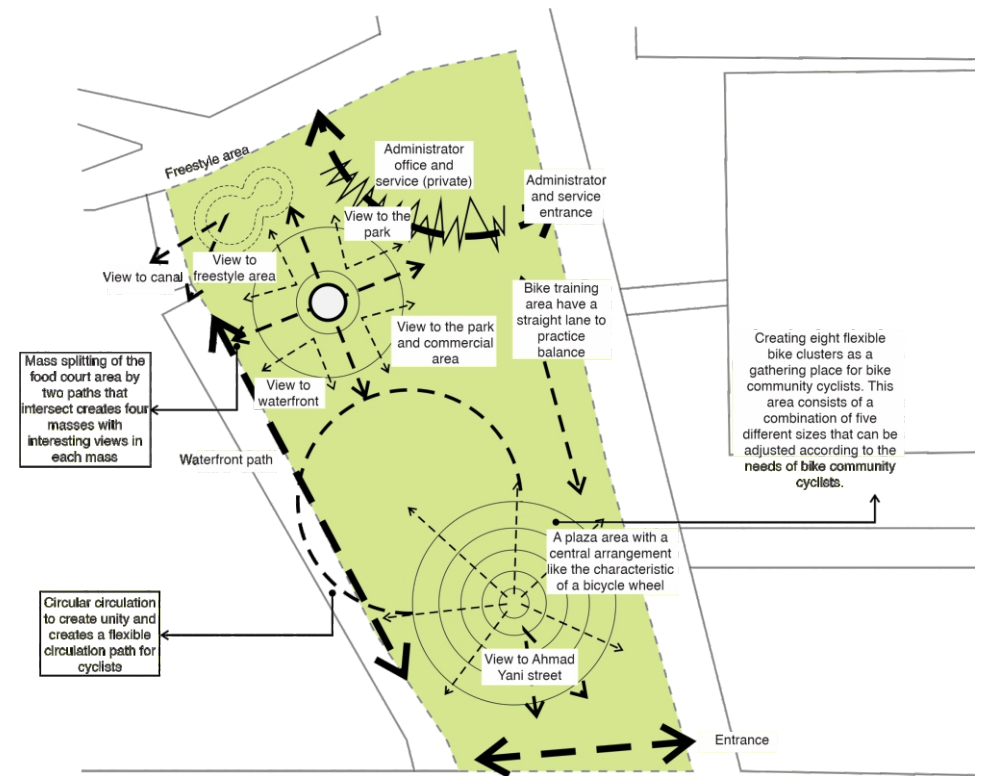 Freestyle area
Administrator
office and
service (private)
Administrator
and service
entrance
View to the
park
View to canal
View to
freestyle area
Bike training
area have a
straight lane to
practice
balance
View to the park
and commercial
area
Creating eight flexible
bike clusters as a
gathering place for bike
community cyclists. This
area consists of a
combination of five
different sizes that can be
adjusted according to the
needs of bike community
cyclists.
Mass splitting of the
food court area by
two paths that
intersect creates four
masses with
interesting views in
each mass
View to
waterfront
Waterfront path
A plaza area with a
central arrangement
like the characteristic
of a bicycle wheel
Circular circulation
to create unity and
creates a flexible
circulation path for
cyclists
View to Ahmad
Yani street
Entrance